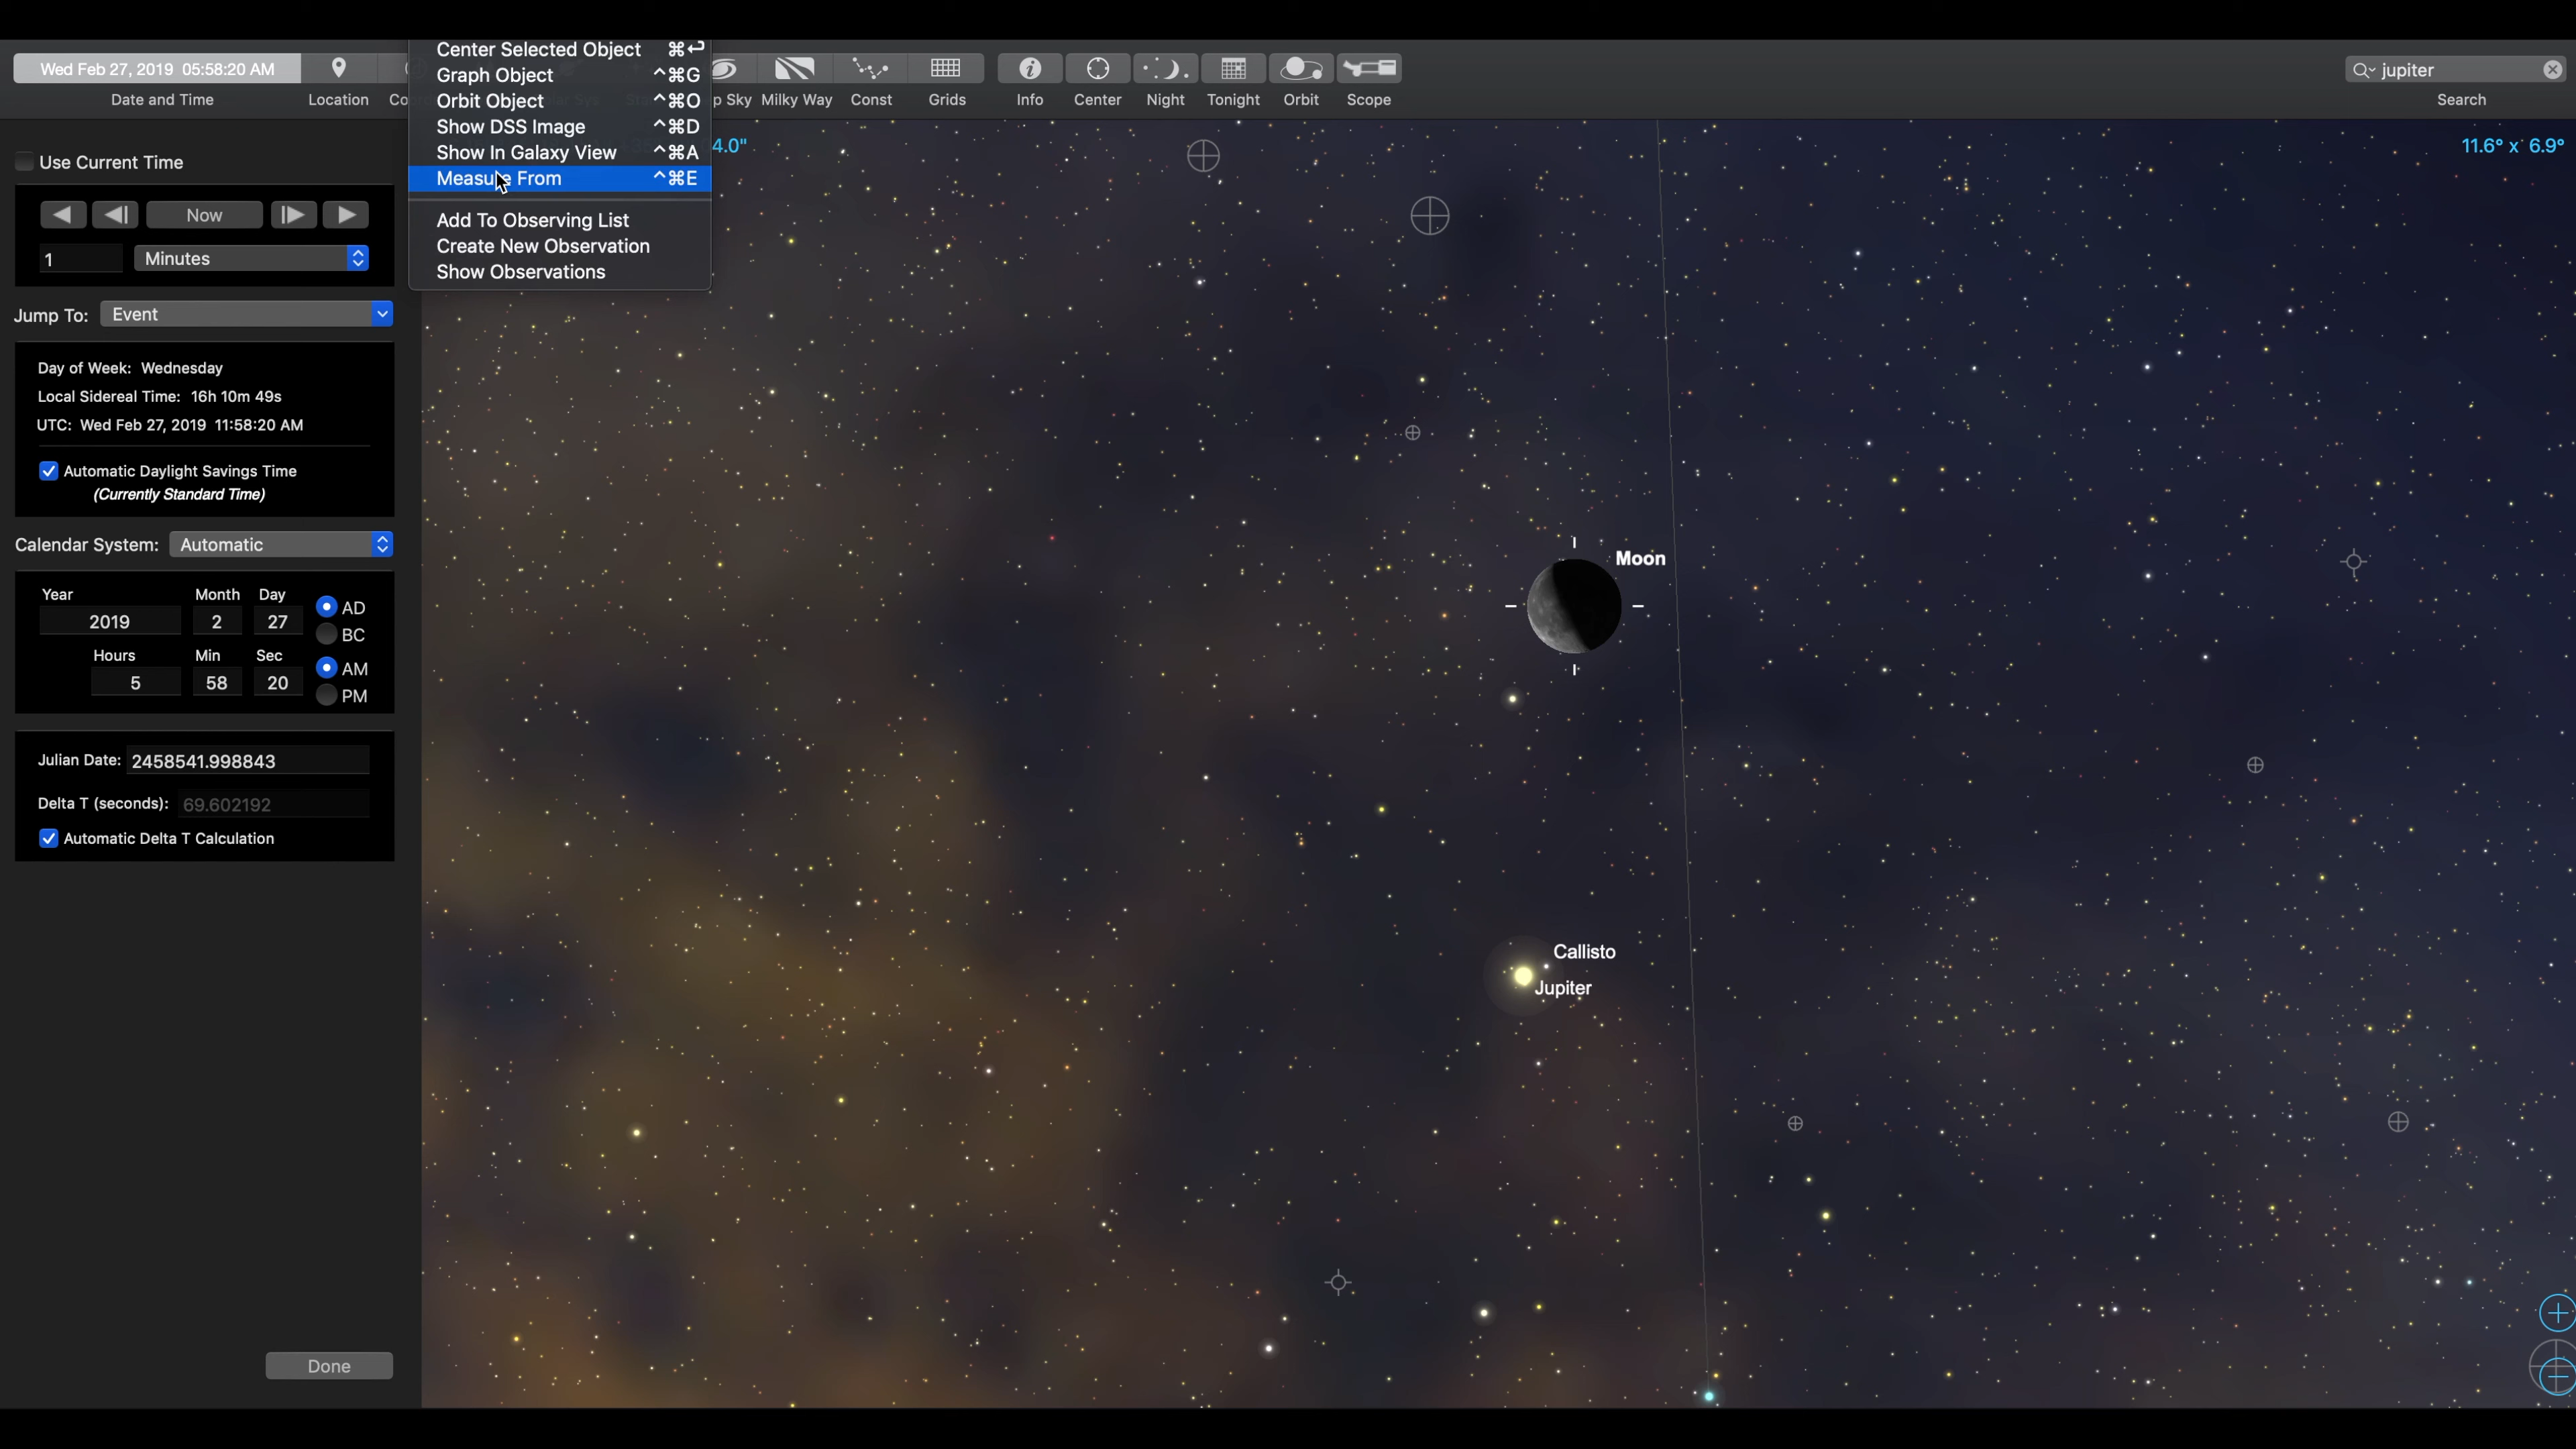 Center Selected Object ⌘↩
Wed Feb 27, 2019 05:58:20 AM
Graph Object ^⌘G
jupiter
Date and Time
Location
Orbit Object ^⌘O
Milky Way
Const
Grids
Info
Center
Night
Tonight
Orbit
Scope
Search
Show DSS Image ^⌘D
Show In Galaxy View ^⌘A
4.0"
11.6° x 6.9°
Measure From ^⌘E
Add To Observing List
Create New Observation
Show Observations
Use Current Time
Now
1 Minutes
Jump To: Event
Day of Week: Wednesday
Local Sidereal Time: 16h 10m 49s
UTC: Wed Feb 27, 2019 11:58:20 AM
Automatic Daylight Savings Time
(Currently Standard Time)
Calendar System: Automatic
Year Month Day
2019 2 27
AD
BC
Hours Min Sec
5 58 20
AM
PM
Julian Date: 2458541.998843
Delta T (seconds): 69.602192
Automatic Delta T Calculation
Done
Moon
Callisto
Jupiter